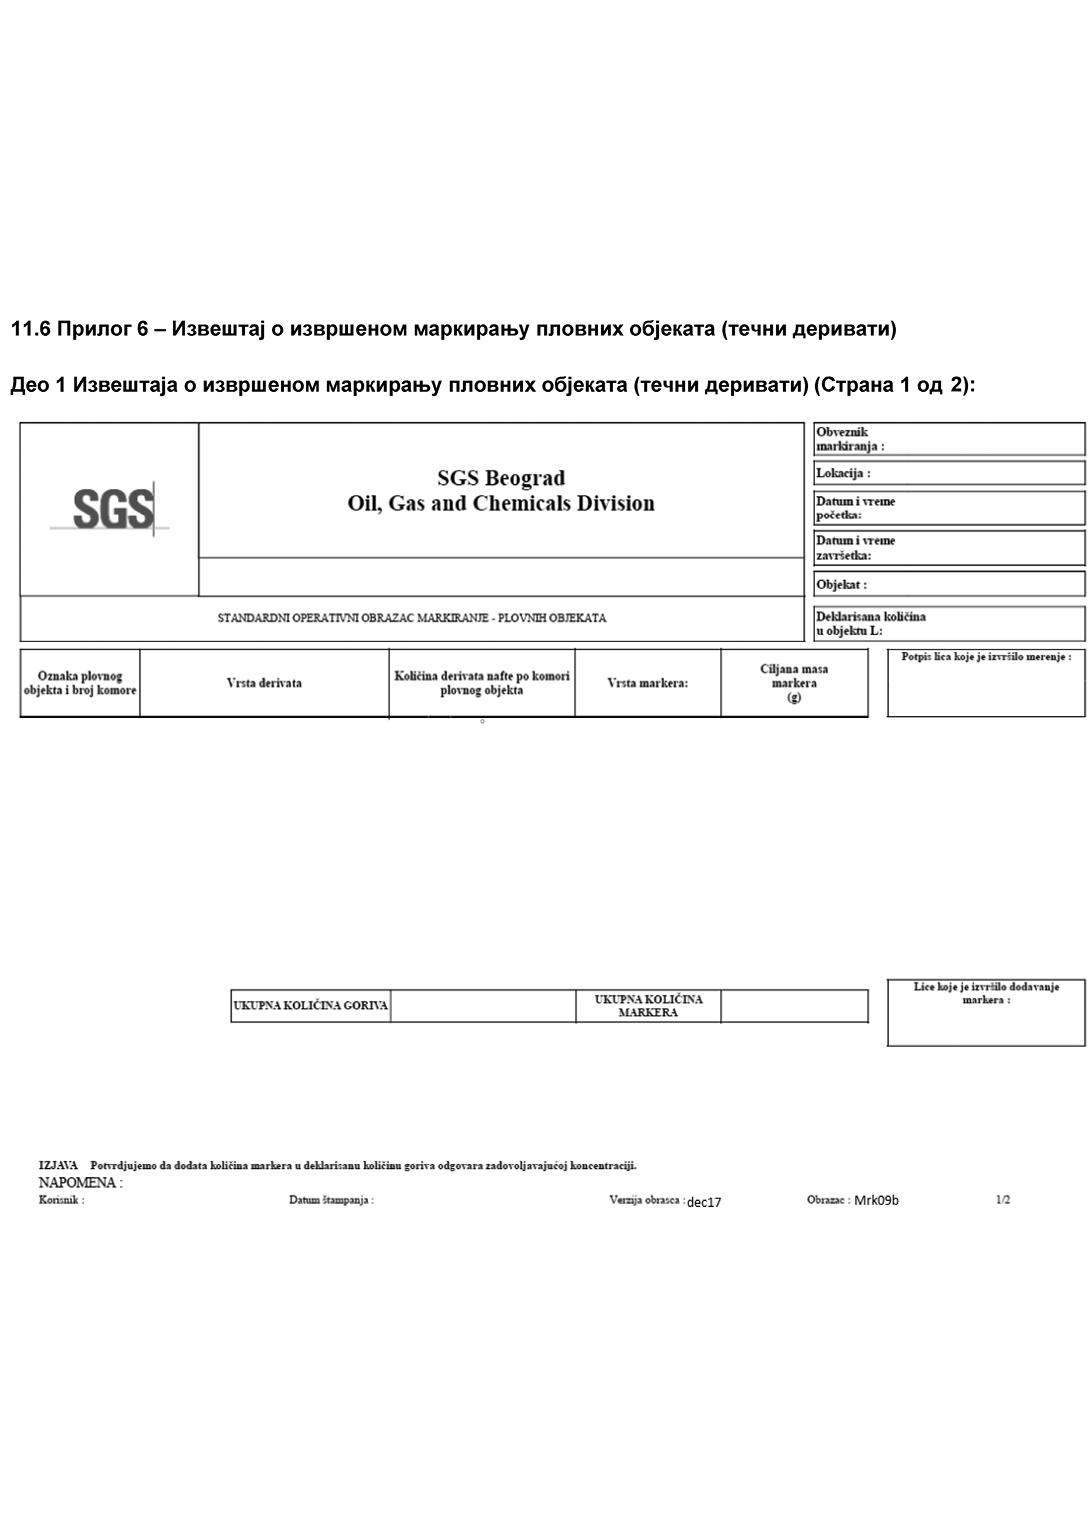 11.6 Прилог 6 – Извештај о извршеном маркирању пловних објеката (течни деривати)
Део 1 Извештаја о извршеном маркирању пловних објеката (течни деривати) (Страна 1 од 2):
SGS
SGS Beograd
Oil, Gas and Chemicals Division
STANDARDNI OPERATIVNI OBRAZAC MARKIRANJE - PLOVNIH OBJEKATA
Obveznik
markiranja :
Lokacija :
Datum i vreme
početka:
Datum i vreme
završetka:
Objekat :
Deklarisana količina
u objektu L:
Oznaka plovnog
objekta i broj komore
Vrsta derivata
Količina derivata nafte po komori
plovnog objekta
Vrsta markera:
Ciljana masa
markera
(g)
Potpis lica koje je izvršilo merenje :
UKUPNA KOLIČINA GORIVA
UKUPNA KOLIČINA
MARKERA
Lice koje je izvršilo dodavanje
markera :
IZJAVA Potvrdjujemo da dodata količina markera u deklarisanu količinu goriva odgovara zadovoljavajućoj koncentraciji.
NAPOMENA :
Korisnik : Datum štampanja : Verzija obrasca : dec17 Obrazac : Mrk09b 1/2